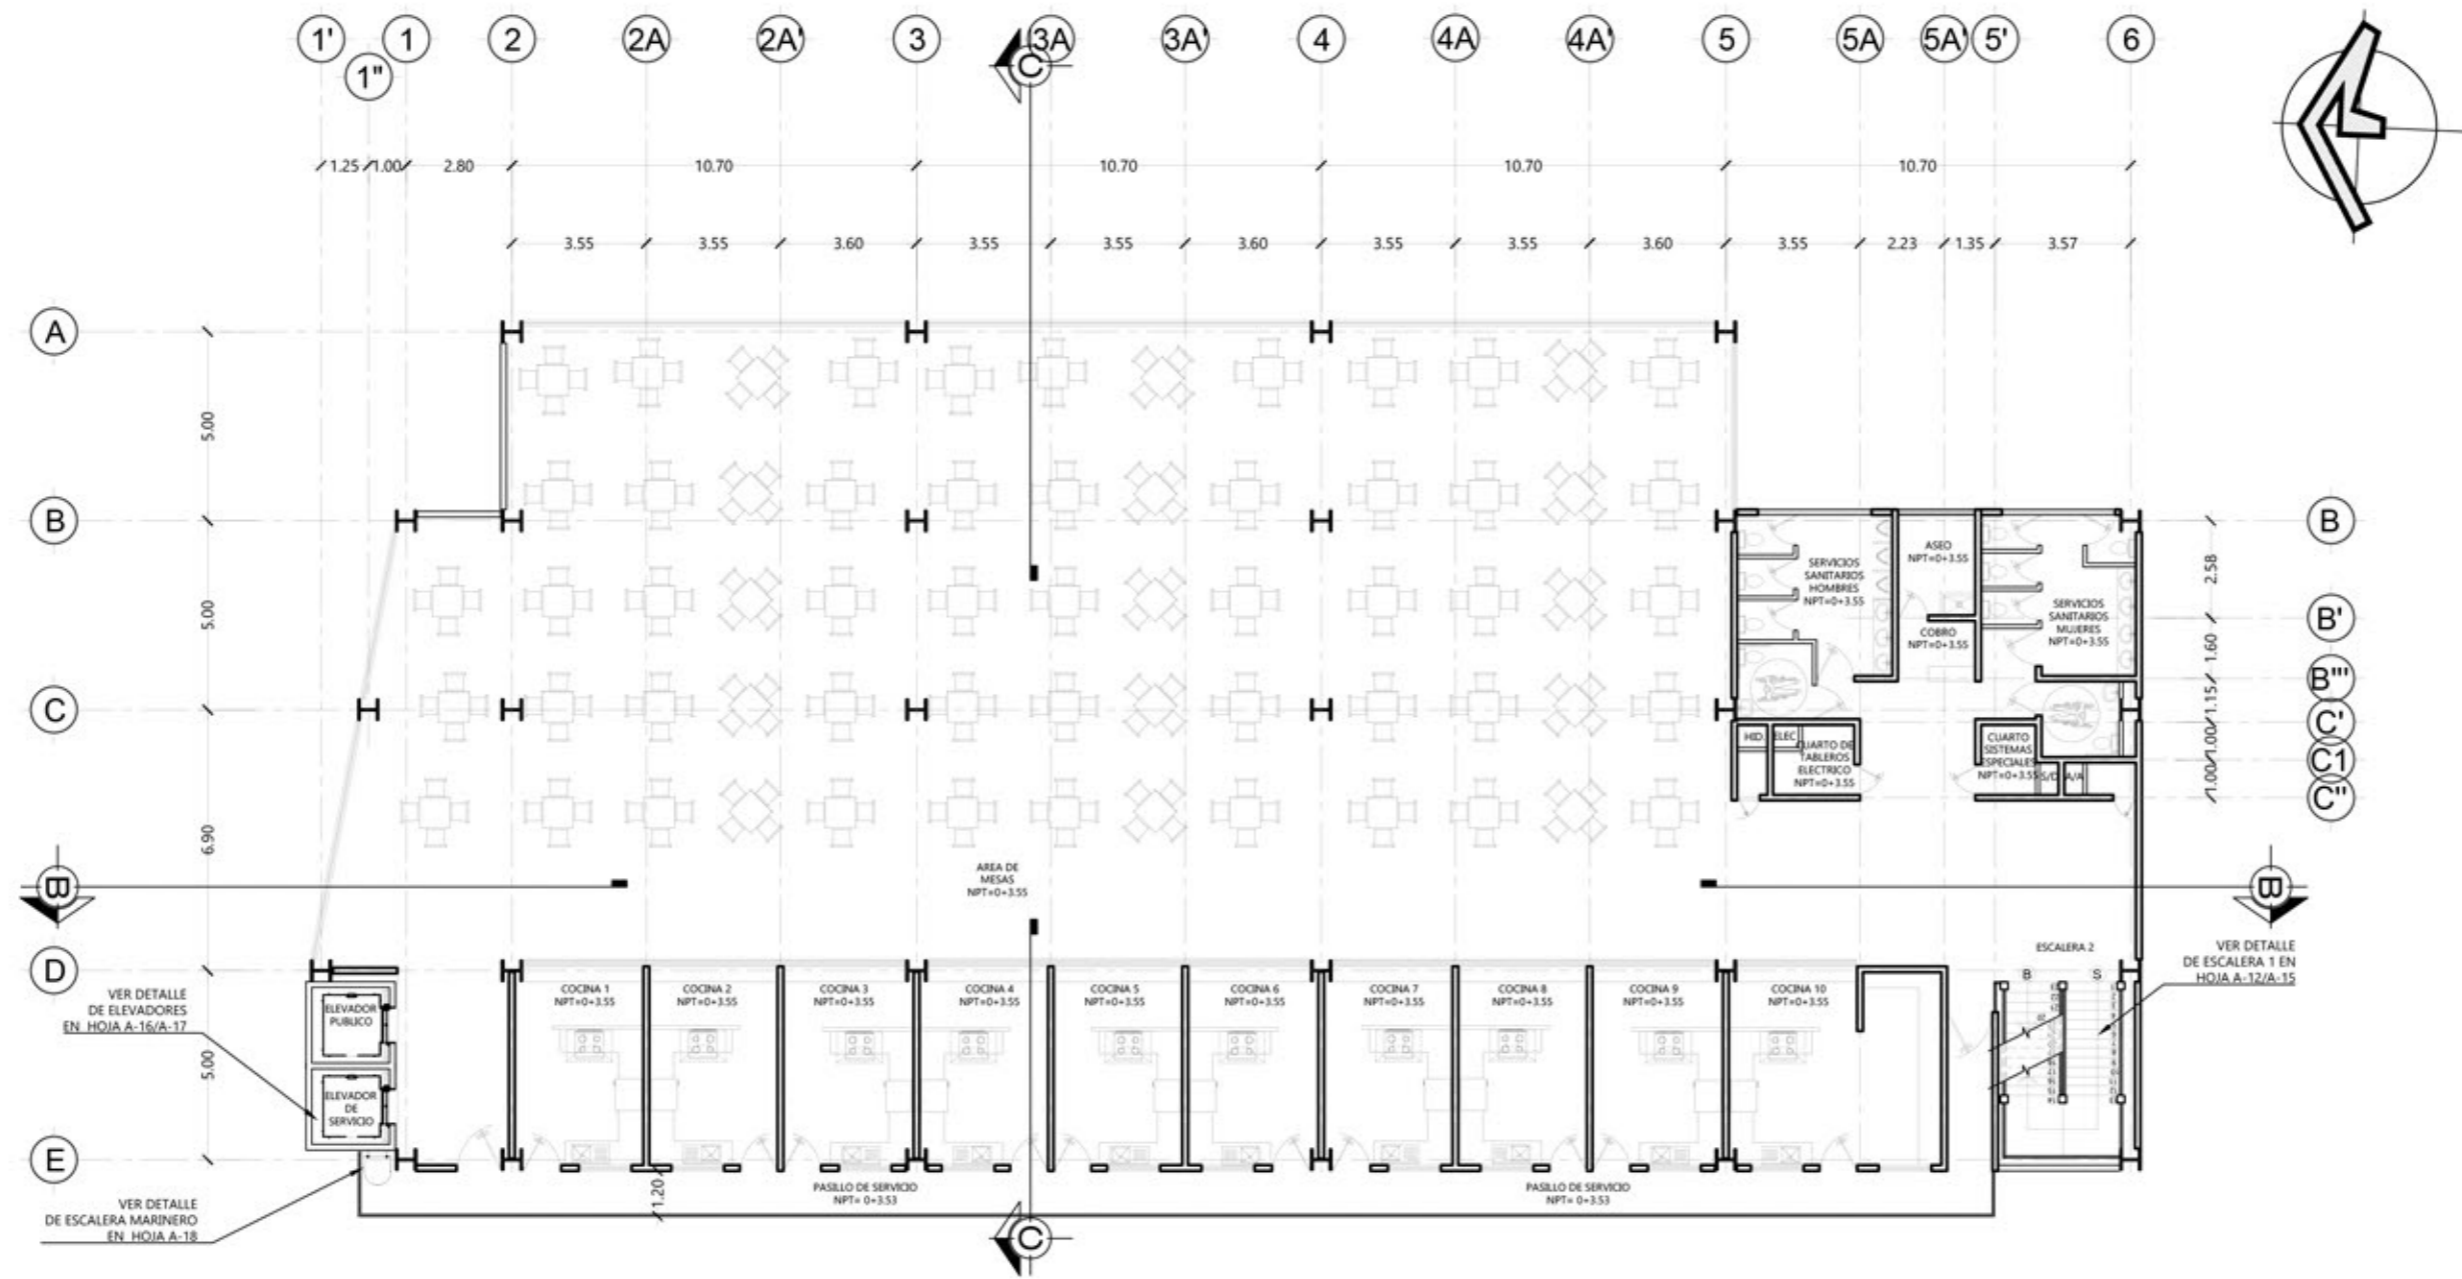 1' 1 2 2A 2A' 3 3A 3A' 4 4A 4A' 5 5A 5A' 5' 6
1"
C
1.25 1.00 2.80 10.70 10.70 10.70 10.70
3.55 3.55 3.60 3.55 3.55 3.60 3.55 3.55 3.60 3.55 2.23 1.35 3.57
A
5.00
B
B
5.00
2.58
B'
1.60
B'''
C
1.15
C'
1.00
C1
1.00
C"
6.90
SERVICIOS
SANITARIOS
HOMBRES
NPT=0+3.55
ASEO
NPT=0+3.55
COBRO
NPT=0+3.55
SERVICIOS
SANITARIOS
MUJERES
NPT=0+3.55
HID. ELEC
CUARTO DE
TABLEROS
ELECTRICO
NPT=0+3.55
CUARTO
SISTEMAS
ESPECIALES
NPT=0+3.55
S/D A/A
AREA DE
MESAS
NPT=0+3.55
B
B
ESCALERA 2
B S
VER DETALLE
DE ESCALERA 1 EN
HOJA A-12/A-15
D
VER DETALLE
DE ELEVADORES
EN HOJA A-16/A-17
ELEVADOR
PUBLICO
ELEVADOR
DE
SERVICIO
COCINA 1
NPT=0+3.55
COCINA 2
NPT=0+3.55
COCINA 3
NPT=0+3.55
COCINA 4
NPT=0+3.55
COCINA 5
NPT=0+3.55
COCINA 6
NPT=0+3.55
COCINA 7
NPT=0+3.55
COCINA 8
NPT=0+3.55
COCINA 9
NPT=0+3.55
COCINA 10
NPT=0+3.55
5.00
E
1.20
PASILLO DE SERVICIO
NPT= 0+3.53
PASILLO DE SERVICIO
NPT= 0+3.53
VER DETALLE
DE ESCALERA MARINERO
EN HOJA A-18
C